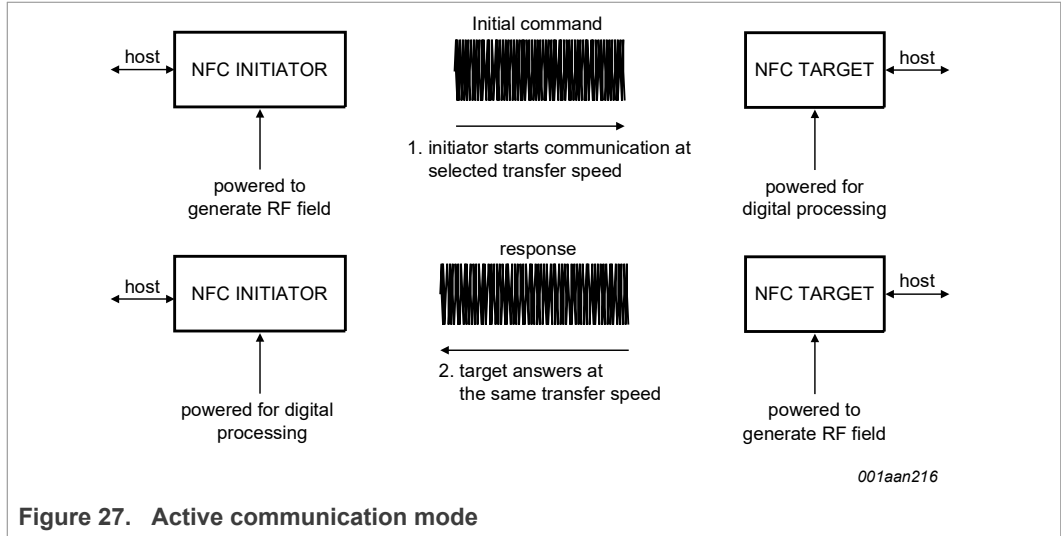 Initial command
host
NFC INITIATOR
NFC TARGET
host
1. initiator starts communication at
selected transfer speed
powered to
generate RF field
powered for
digital processing
response
host
NFC INITIATOR
NFC TARGET
host
2. target answers at
the same transfer speed
powered for digital
processing
powered to
generate RF field
001aan216
Figure 27. Active communication mode